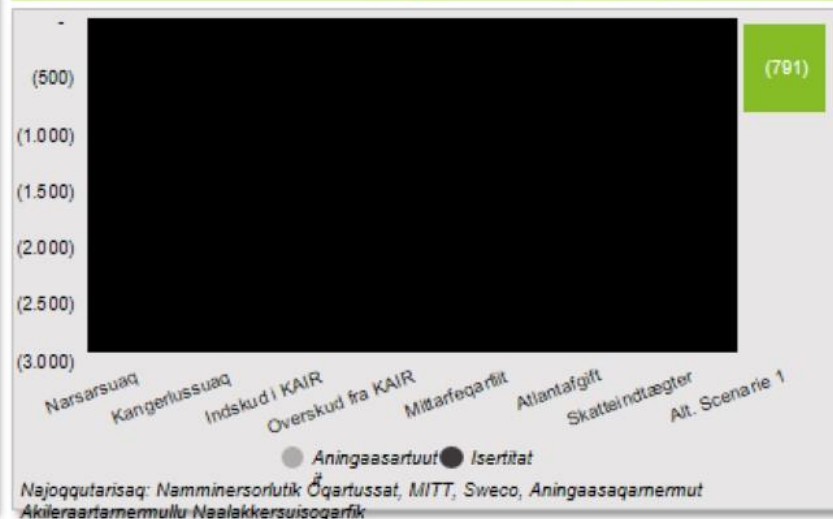 -
(500)
(1.000)
(1.500)
(2.000)
(2.500)
(3.000)
(791)
Narsarsuaq
Kangerlussuaq
Indskud i KAIR
Overskud fra KAIR
Mittarfeqarfiit
Atlantafgift
Skatteindtægter
Alt. Scenarie 1
Aningaasartuut
it
Isertitat
Najoqqutarisaq: Namminersorlutik Oqartussat, MITT, Sweco, Aningaasaqarnermut
Akileraartarnermullu Naalakkersuisoqarfik